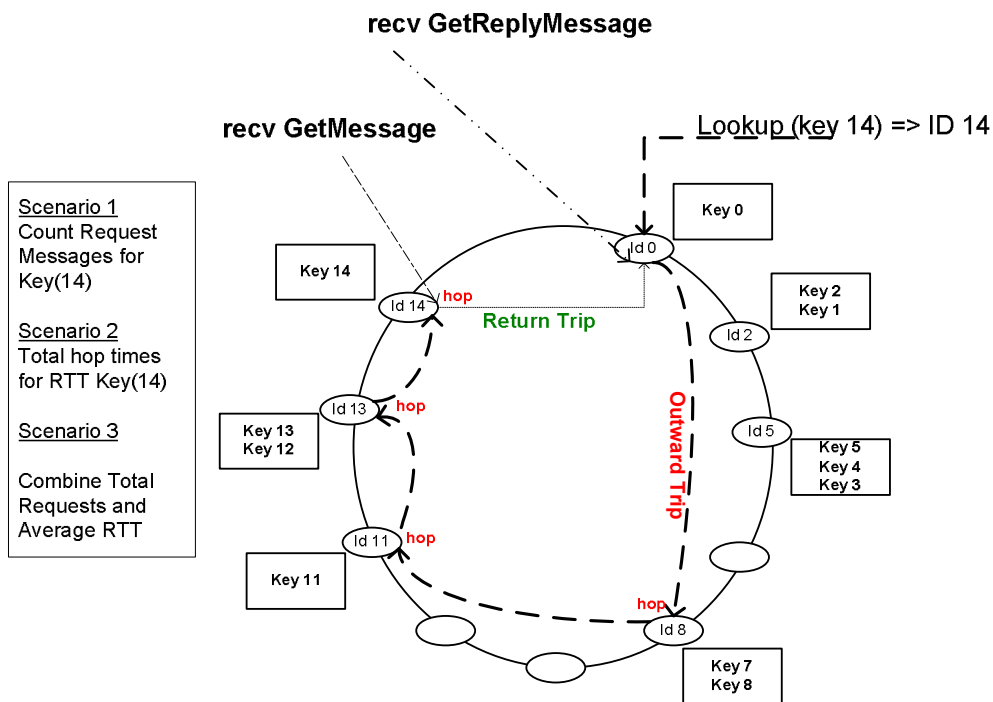 recv GetReplyMessage
recv GetMessage
Lookup (key 14) => ID 14
Scenario 1
Count Request
Messages for
Key(14)
Scenario 2
Total hop times
for RTT Key(14)
Scenario 3
Combine Total
Requests and
Average RTT
Key 0
Id 0
Key 14
Id 14
hop
Return Trip
Key 2
Key 1
Id 2
Id 13
hop
Key 13
Key 12
Outward Trip
Id 5
Key 5
Key 4
Key 3
Id 11
hop
Key 11
hop
Id 8
Key 7
Key 8